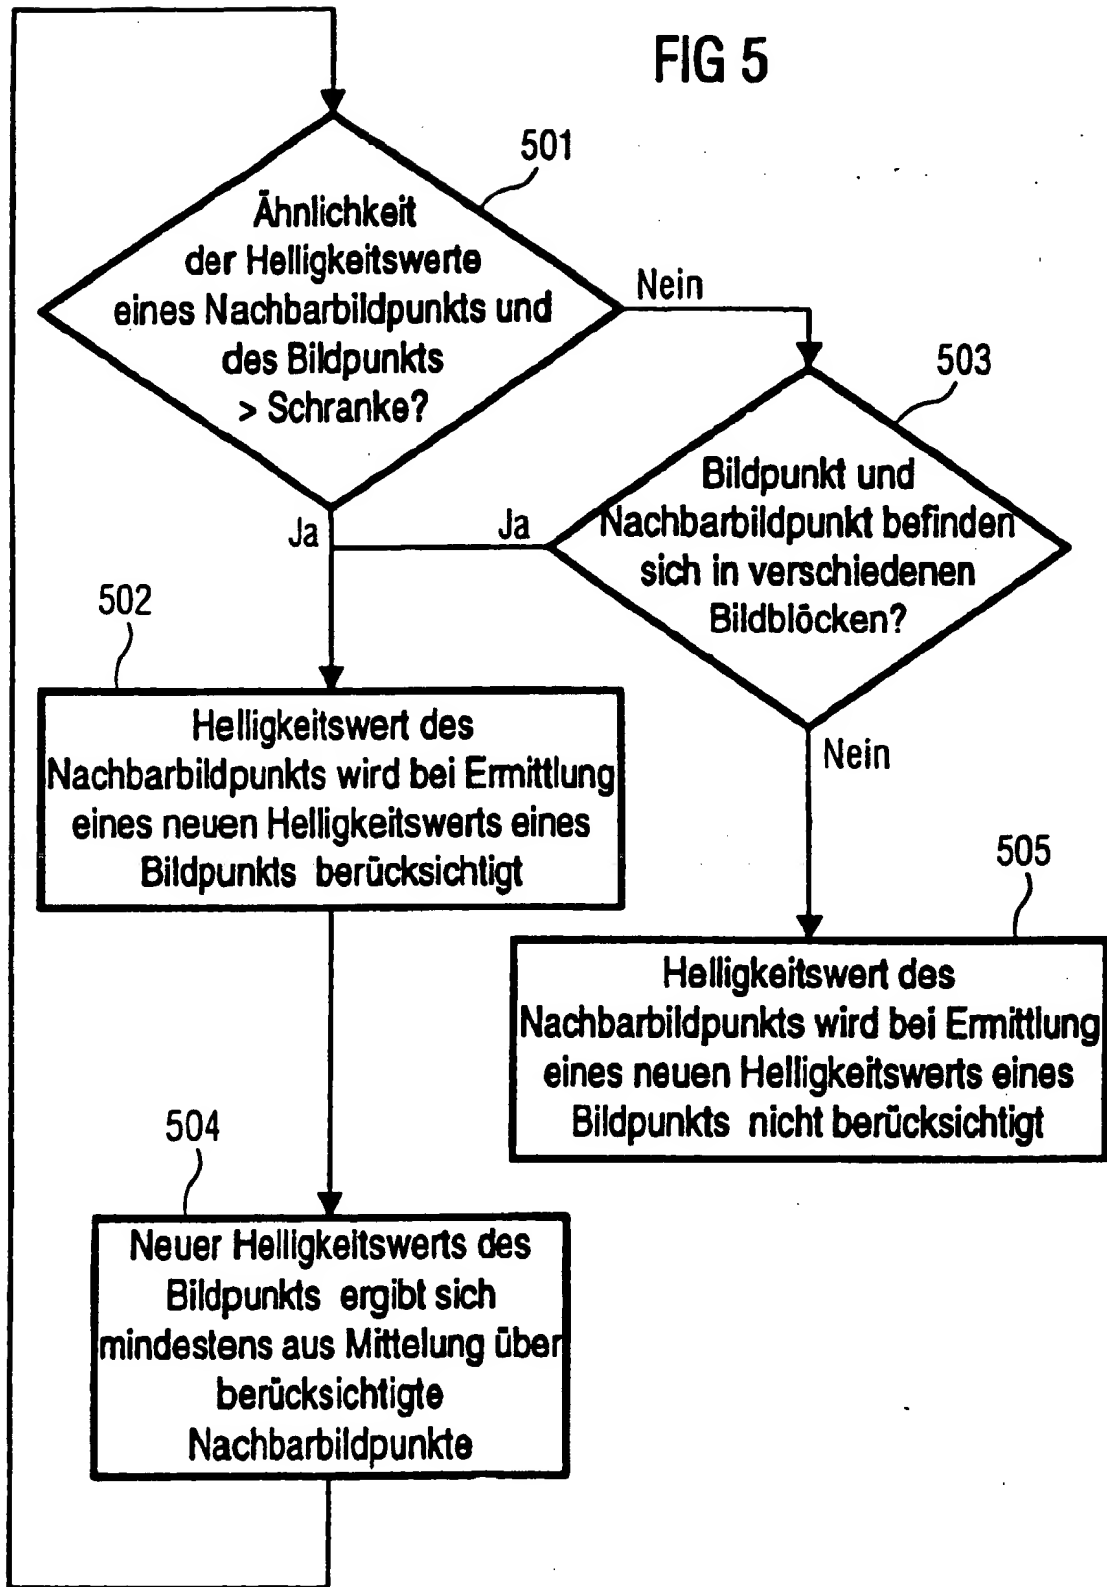 FIG 5
501
Ähnlichkeit
der Helligkeitswerte
eines Nachbarbildpunkts und
des Bildpunkts
> Schranke?
Nein
Ja
503
Bildpunkt und
Nachbarbildpunkt befinden
sich in verschiedenen
Bildblöcken?
Ja
Nein
502
Helligkeitswert des
Nachbarbildpunkts wird bei Ermittlung
eines neuen Helligkeitswerts eines
Bildpunkts berücksichtigt
505
Helligkeitswert des
Nachbarbildpunkts wird bei Ermittlung
eines neuen Helligkeitswerts eines
Bildpunkts nicht berücksichtigt
504
Neuer Helligkeitswerts des
Bildpunkts ergibt sich
mindestens aus Mittelung über
berücksichtigte
Nachbarbildpunkte